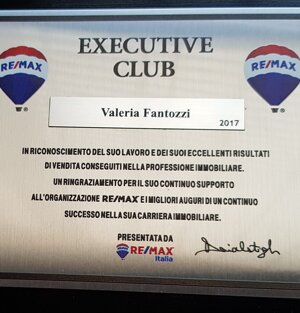 EXECUTIVE
CLUB
RE/MAX
RE/MAX
Valeria Fantozzi
2017
IN RICONOSCIMENTO DEL SUO LAVORO E DEI SUOI ECCELLENTI RISULTATI
DI VENDITA CONSEGUITI NELLA PROFESSIONE IMMOBILIARE.
UN RINGRAZIAMENTO PER IL SUO CONTINUO SUPPORTO
ALL'ORGANIZZAZIONE RE/MAX E I MIGLIORI AUGURI DI UN CONTINUO
SUCCESSO NELLA SUA CARRIERA IMMOBILIARE.
PRESENTATA DA
RE/MAX
Italia